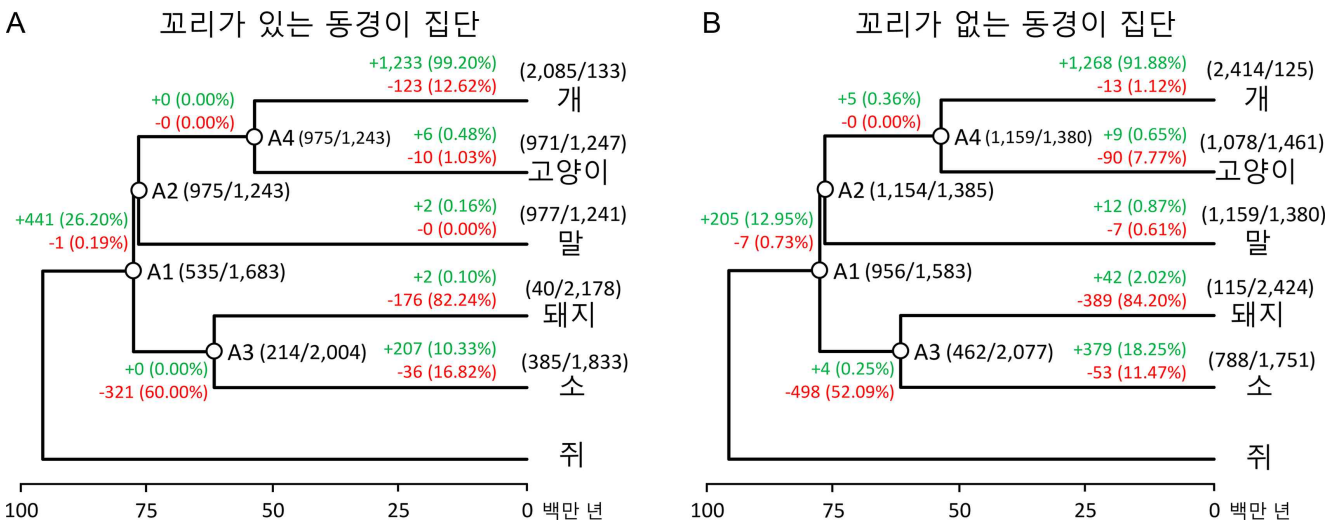 A
꼬리가 있는 동경이 집단
+1,233 (99.20%)
-123 (12.62%)
(2,085/133)
개
+0 (0.00%)
-0 (0.00%)
A4 (975/1,243)
+6 (0.48%)
-10 (1.03%)
(971/1,247)
고양이
A2 (975/1,243)
+441 (26.20%)
-1 (0.19%)
+2 (0.16%)
-0 (0.00%)
(977/1,241)
말
A1 (535/1,683)
+2 (0.10%)
-176 (82.24%)
(40/2,178)
돼지
A3 (214/2,004)
+0 (0.00%)
-321 (60.00%)
+207 (10.33%)
-36 (16.82%)
(385/1,833)
소
쥐
100 75 50 25 0 백만 년
B
꼬리가 없는 동경이 집단
+1,268 (91.88%)
-13 (1.12%)
(2,414/125)
개
+5 (0.36%)
-0 (0.00%)
A4 (1,159/1,380)
+9 (0.65%)
-90 (7.77%)
(1,078/1,461)
고양이
A2 (1,154/1,385)
+205 (12.95%)
-7 (0.73%)
+12 (0.87%)
-7 (0.61%)
(1,159/1,380)
말
A1 (956/1,583)
+42 (2.02%)
-389 (84.20%)
(115/2,424)
돼지
A3 (462/2,077)
+4 (0.25%)
-498 (52.09%)
+379 (18.25%)
-53 (11.47%)
(788/1,751)
소
쥐
100 75 50 25 0 백만 년